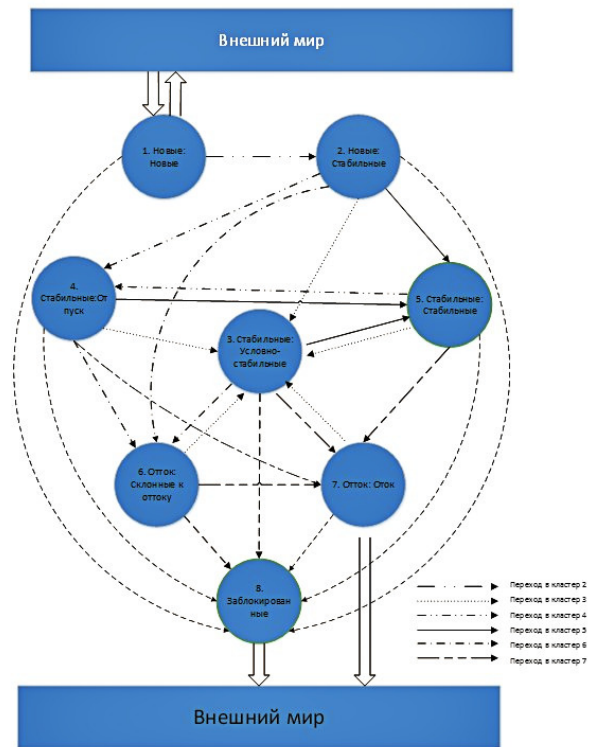 Внешний мир
1. Новые:
Новые
2. Новые:
Стабильные
4.
Стабильные:От
пуск
5. Стабильные:
Стабильные
3. Стабильные:
Условно-
стабильные
6. Отток:
Склонные к
оттоку
7. Отток: Оток
8.
Заблокирован
ные
Переход в кластер 2
Переход в кластер 3
Переход в кластер 4
Переход в кластер 5
Переход в кластер 6
Переход в кластер 7
Внешний мир